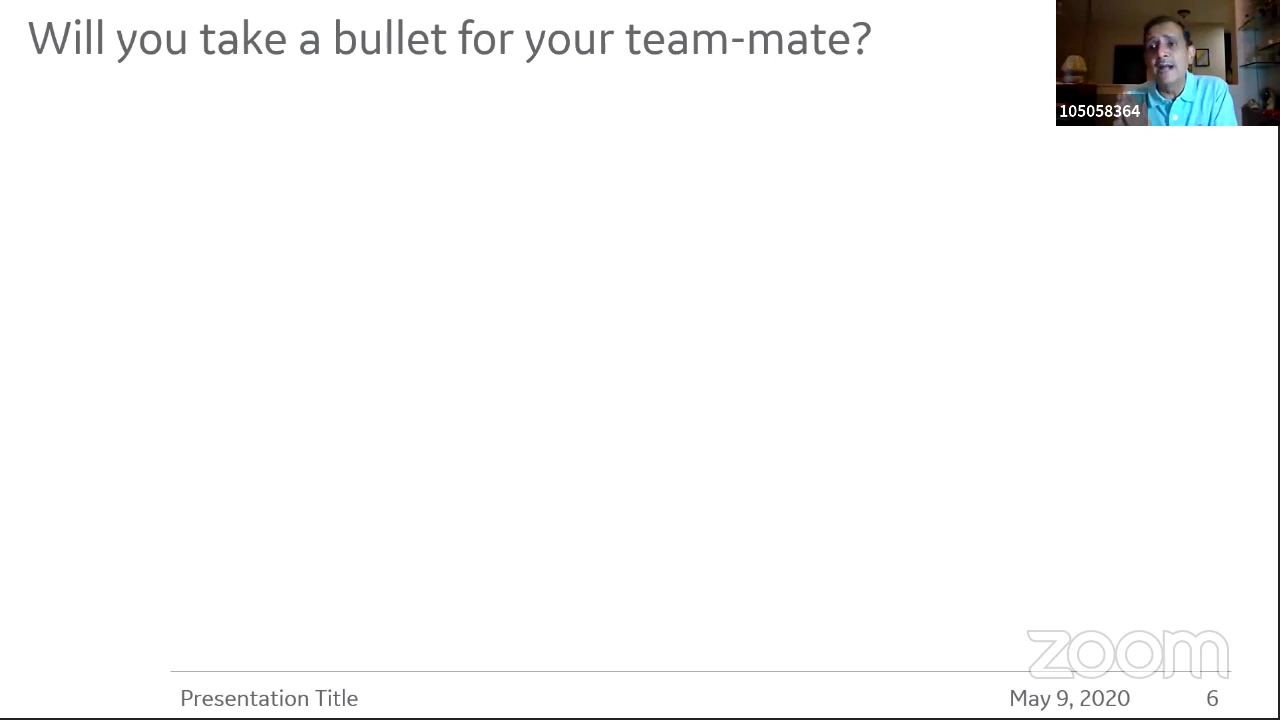 Will you take a bullet for your team-mate?
105058364
zoom
Presentation Title
May 9, 2020
6